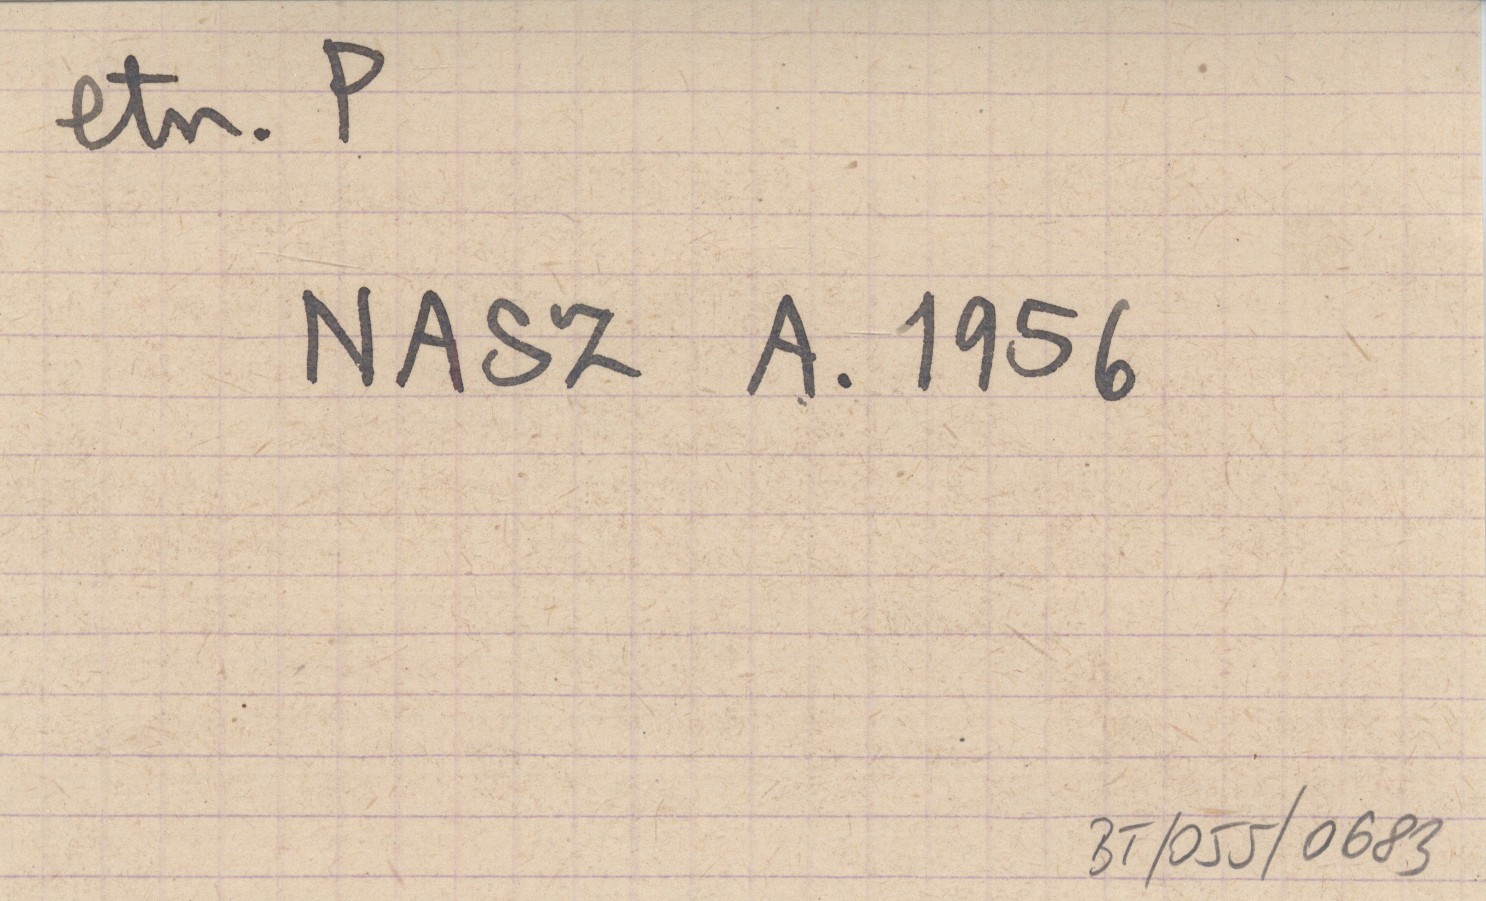 etn. P
NASZ A. 1956
BT/055/0683